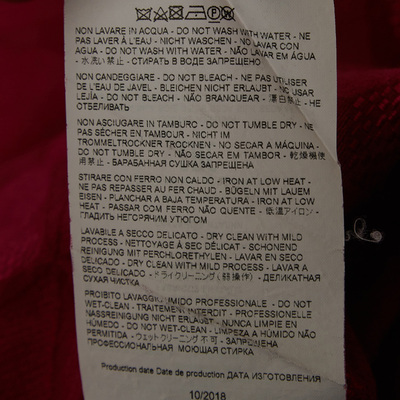 NON LAVARE IN ACQUA - DO NOT WASH WITH WATER - NE
PAS LAVER À L'EAU - NICHT WASCHEN - NO LAVAR CON
AGUA - DO NOT WASH WITH WATER - NÃO LAVAR EM ÁGUA
- 水洗い禁止 - СТИРАТЬ В ВОДЕ ЗАПРЕЩЕНО
NON CANDEGGIARE - DO NOT BLEACH - NE PAS UTILISER
DE L'EAU DE JAVEL - BLEICHEN NICHT ERLAUBT - NO USAR
LEJÍA - DO NOT BLEACH - NÃO BRANQUEAR - 漂白禁止 - НЕ
ОТБЕЛИВАТЬ
NON ASCIUGARE IN TAMBURO - DO NOT TUMBLE DRY - NE
PAS SÉCHER EN TAMBOUR - NICHT IM
TROMMELTROCKNER TROCKNEN - NO SECAR A MÁQUINA -
DO NOT TUMBLE DRY - NÃO SECAR EM TAMBOR - 乾燥機使
用禁止 - БАРАБАННАЯ СУШКА ЗАПРЕЩЕНА
STIRARE CON FERRO NON CALDO - IRON AT LOW HEAT -
NE PAS REPASSER AU FER CHAUD - BÜGELN MIT LAUEM
EISEN - PLANCHAR A BAJA TEMPERATURA - IRON AT LOW
HEAT - PASSAR COM FERRO NÃO QUENTE - 低温アイロン -
ГЛАДИТЬ НЕГОРЯЧИМ УТЮГОМ
LAVABILE A SECCO DELICATO - DRY CLEAN WITH MILD
PROCESS - NETTOYAGE À SEC DÉLICAT - SCHONEND
REINIGUNG MIT PERCHLORETHYLEN - LAVAR EN SECO
DELICADO - DRY CLEAN WITH MILD PROCESS - LAVAR A
SECO DELICADO - ドライクリーニング (弱操作) - ДЕЛИКАТНАЯ
СУХАЯ ЧИСТКА
PROIBITO LAVAGGIO UMIDO PROFESSIONALE - DO NOT
WET-CLEAN - TRAITEMENT INTERDIT - PROFESSIONELLE
NASSREINIGUNG NICHT ERLAUBT - NUNCA LIMPIE EN
HÚMEDO - DO NOT WET-CLEAN - LIMPEZA A HÚMIDO NÃO
PERMITIDA - ウェットクリーニング不可 - ЗАПРЕЩЕНА
ПРОФЕССИОНАЛЬНАЯ МОЮЩАЯ СТИРКА
Production date Date de production ДАТА ИЗГОТОВЛЕНИЯ
10/2018